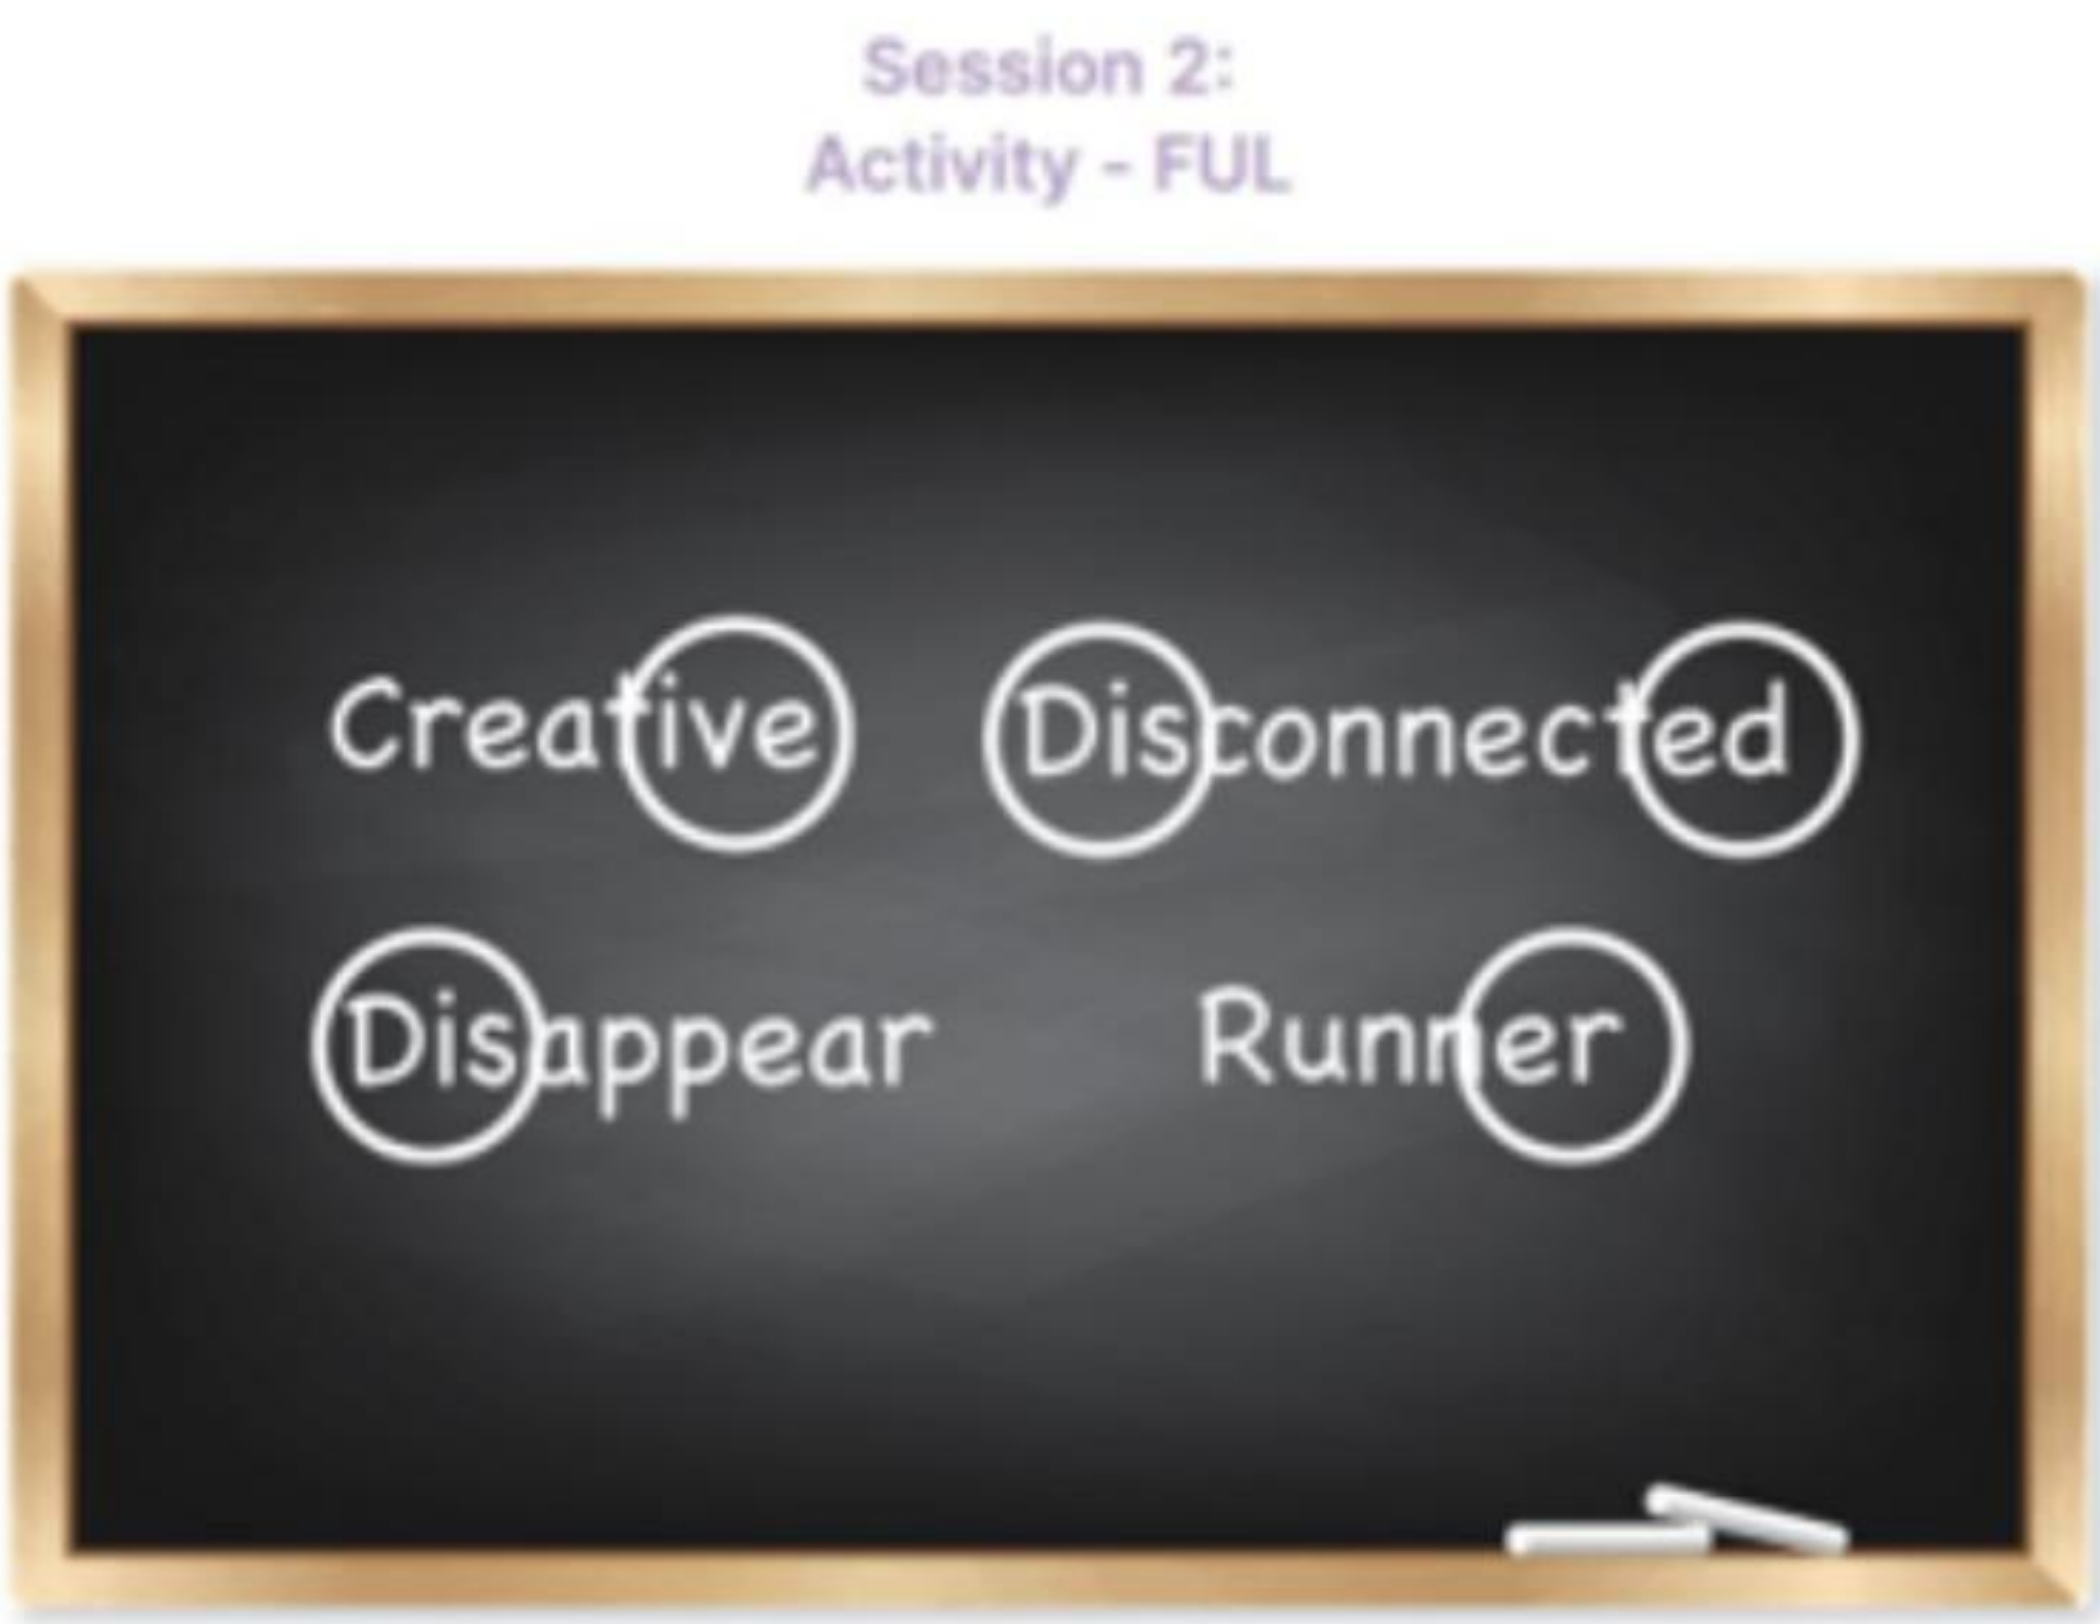 Session 2:
Activity - FUL
Creative Disconnected
Disappear Runner